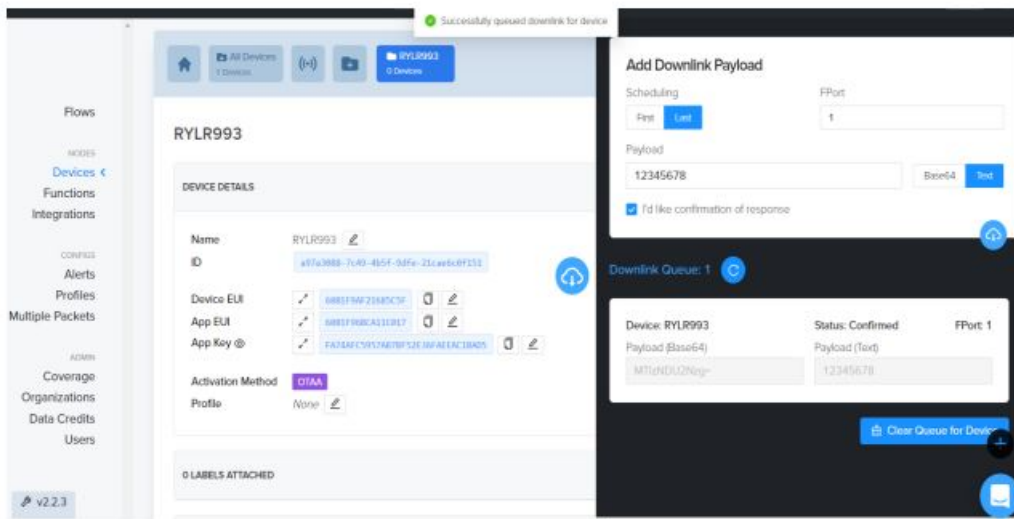 Successfully queued downlink for device
All Devices
1 Devices
RYLR993
0 Devices
Flows
NODES
Devices
Functions
Integrations
CONFIGS
Alerts
Profiles
Multiple Packets
ADMIN
Coverage
Organizations
Data Credits
Users
v2.2.3
RYLR993
DEVICE DETAILS
Name RYLR993
ID
Device EUI
App EUI
App Key
Activation Method OTAA
Profile None
0 LABELS ATTACHED
Add Downlink Payload
Scheduling FPort
First Last 1
Payload
12345678 Base64 Text
I'd like confirmation of response
Downlink Queue: 1
Device: RYLR993 Status: Confirmed FPort: 1
Payload (Base64) Payload (Text)
12345678
Clear Queue for Device